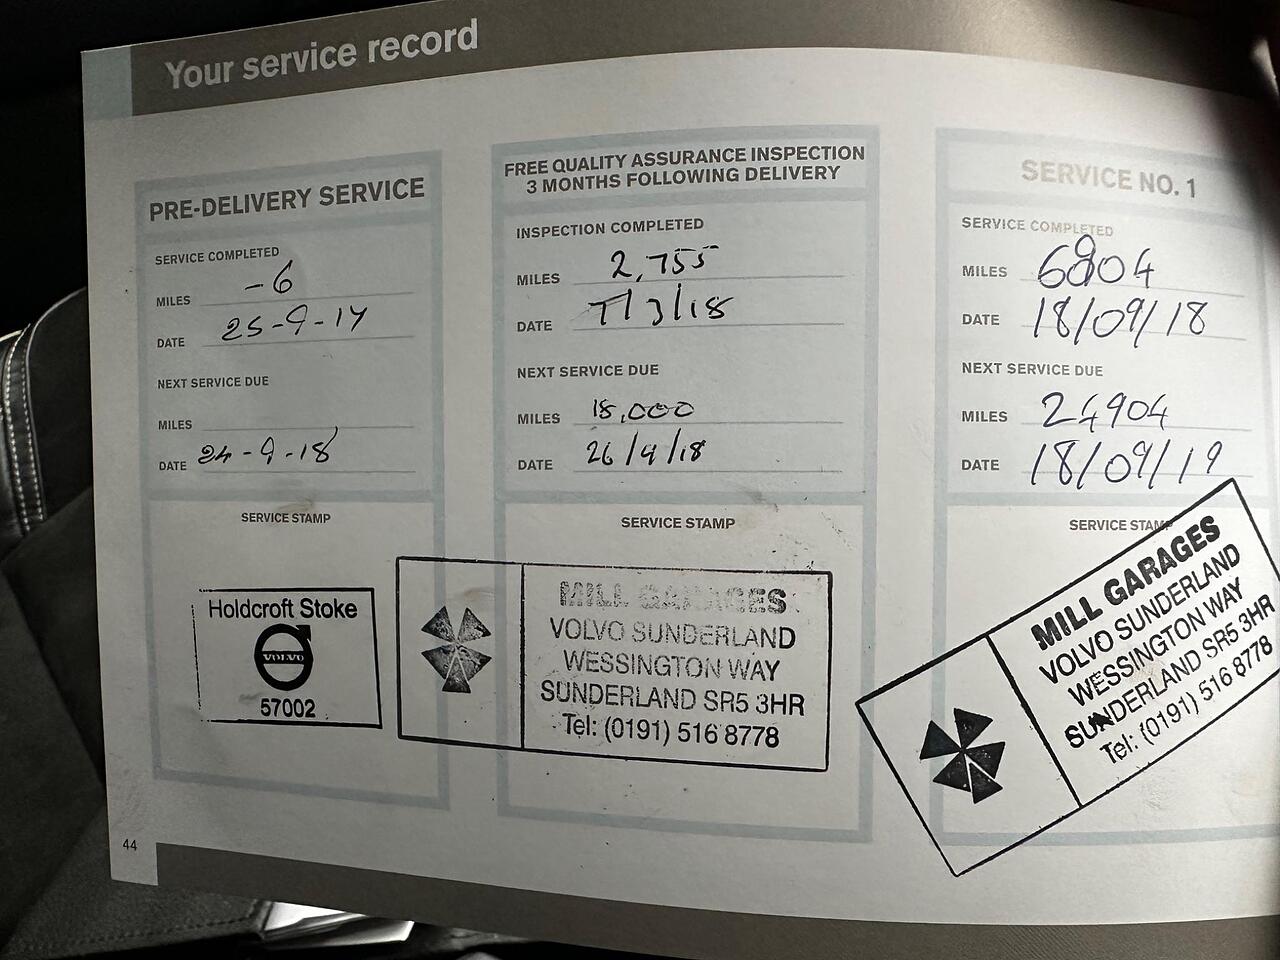 Your service record
PRE-DELIVERY SERVICE
SERVICE COMPLETED
MILES -6
DATE 25-9-17
NEXT SERVICE DUE
MILES
DATE 24-9-18
SERVICE STAMP
Holdcroft Stoke
VOLVO
57002
FREE QUALITY ASSURANCE INSPECTION
3 MONTHS FOLLOWING DELIVERY
INSPECTION COMPLETED
MILES 2,755
DATE
NEXT SERVICE DUE
MILES 18,000
DATE 26/9/18
SERVICE STAMP
MILL GARAGES
VOLVO SUNDERLAND
WESSINGTON WAY
SUNDERLAND SR5 3HR
Tel: (0191) 516 8778
SERVICE NO. 1
SERVICE COMPLETED
MILES
DATE 18/09/18
NEXT SERVICE DUE
MILES 24904
DATE 18/09/19
SERVICE STAMP
MILL GARAGES
VOLVO SUNDERLAND
WESSINGTON WAY
SUNDERLAND SR5 3HR
Tel: (0191) 516 8778
44